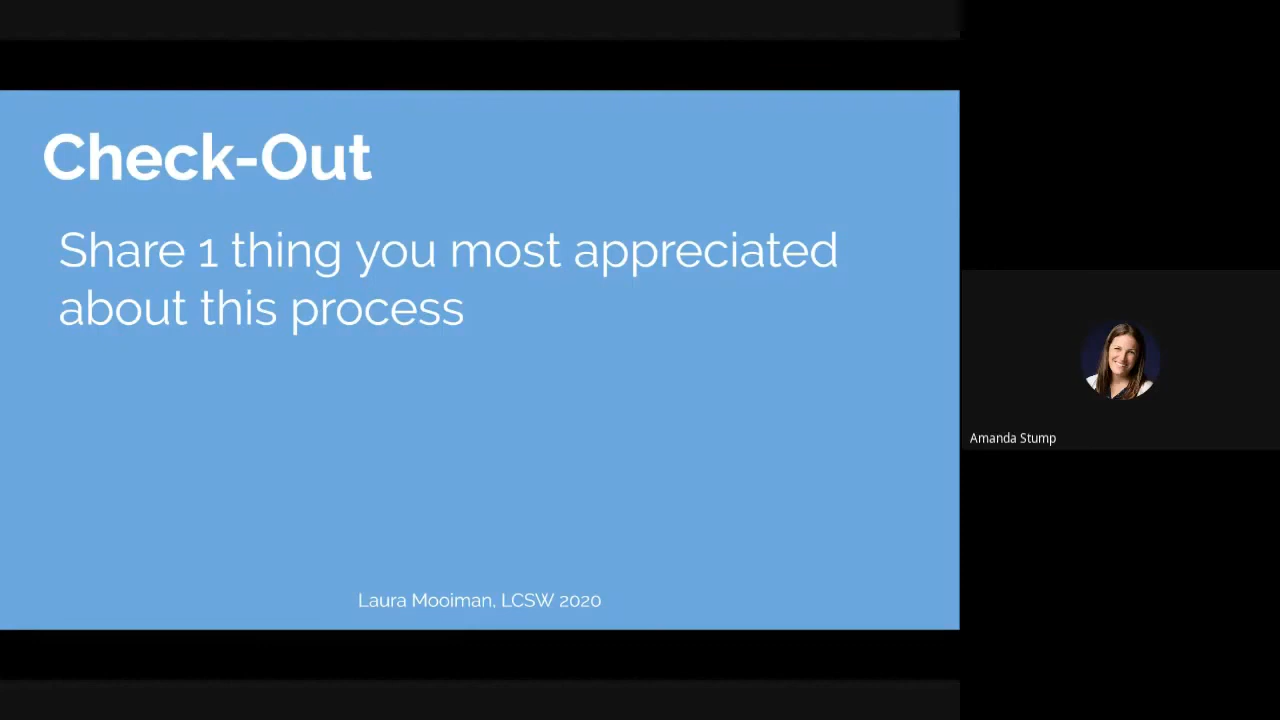 Check-Out
Share 1 thing you most appreciated
about this process
Amanda Stump
Laura Mooiman, LCSW 2020